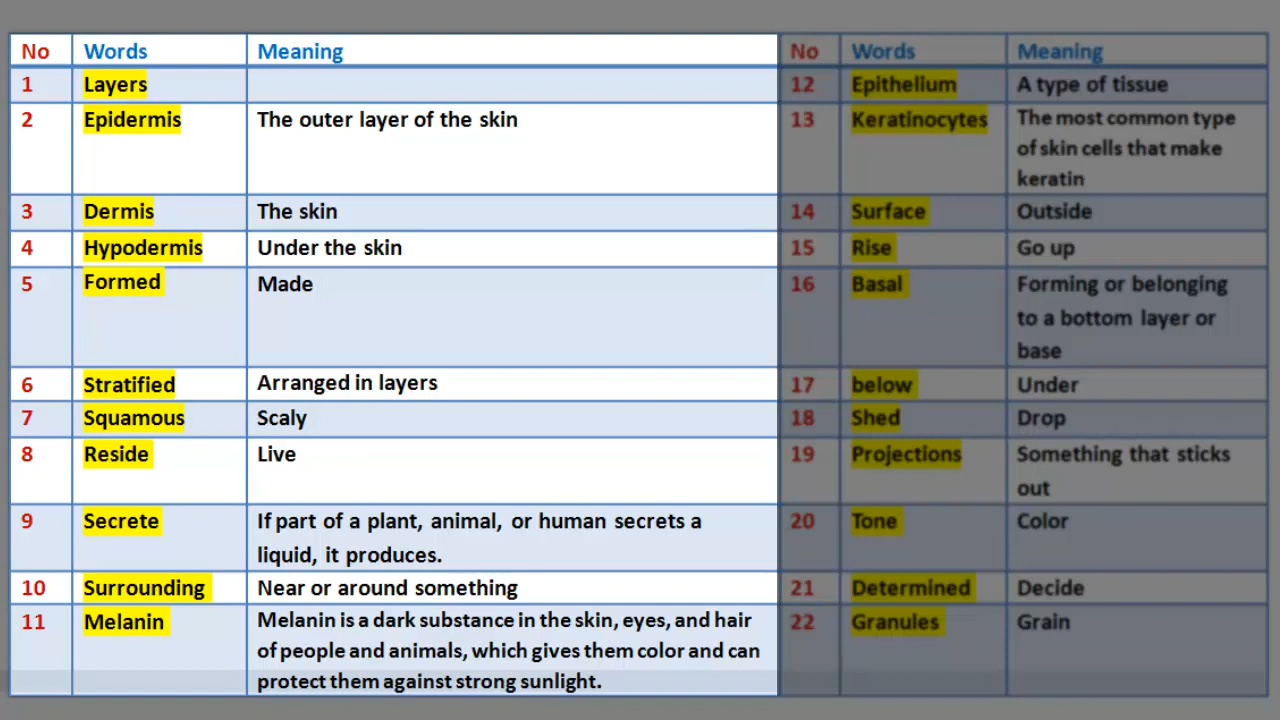 No Words Meaning
1 Layers
2 Epidermis The outer layer of the skin
3 Dermis The skin
4 Hypodermis Under the skin
5 Formed Made
6 Stratified Arranged in layers
7 Squamous Scaly
8 Reside Live
9 Secrete If part of a plant, animal, or human secrets a
liquid, it produces.
10 Surrounding Near or around something
11 Melanin Melanin is a dark substance in the skin, eyes, and hair
of people and animals, which gives them color and can
protect them against strong sunlight.
No Words Meaning
12 Epithelium A type of tissue
13 Keratinocytes The most common type
of skin cells that make
keratin
14 Surface Outside
15 Rise Go up
16 Basal Forming or belonging
to a bottom layer or
base
17 below Under
18 Shed Drop
19 Projections Something that sticks
out
20 Tone Color
21 Determined Decide
22 Granules Grain